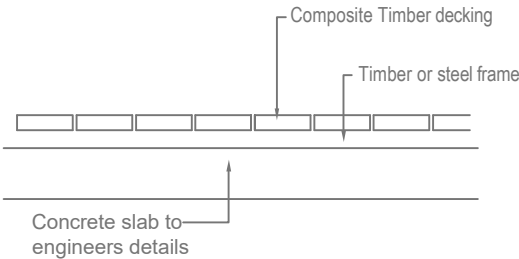 Composite Timber decking
Timber or steel frame
Concrete slab to
engineers details